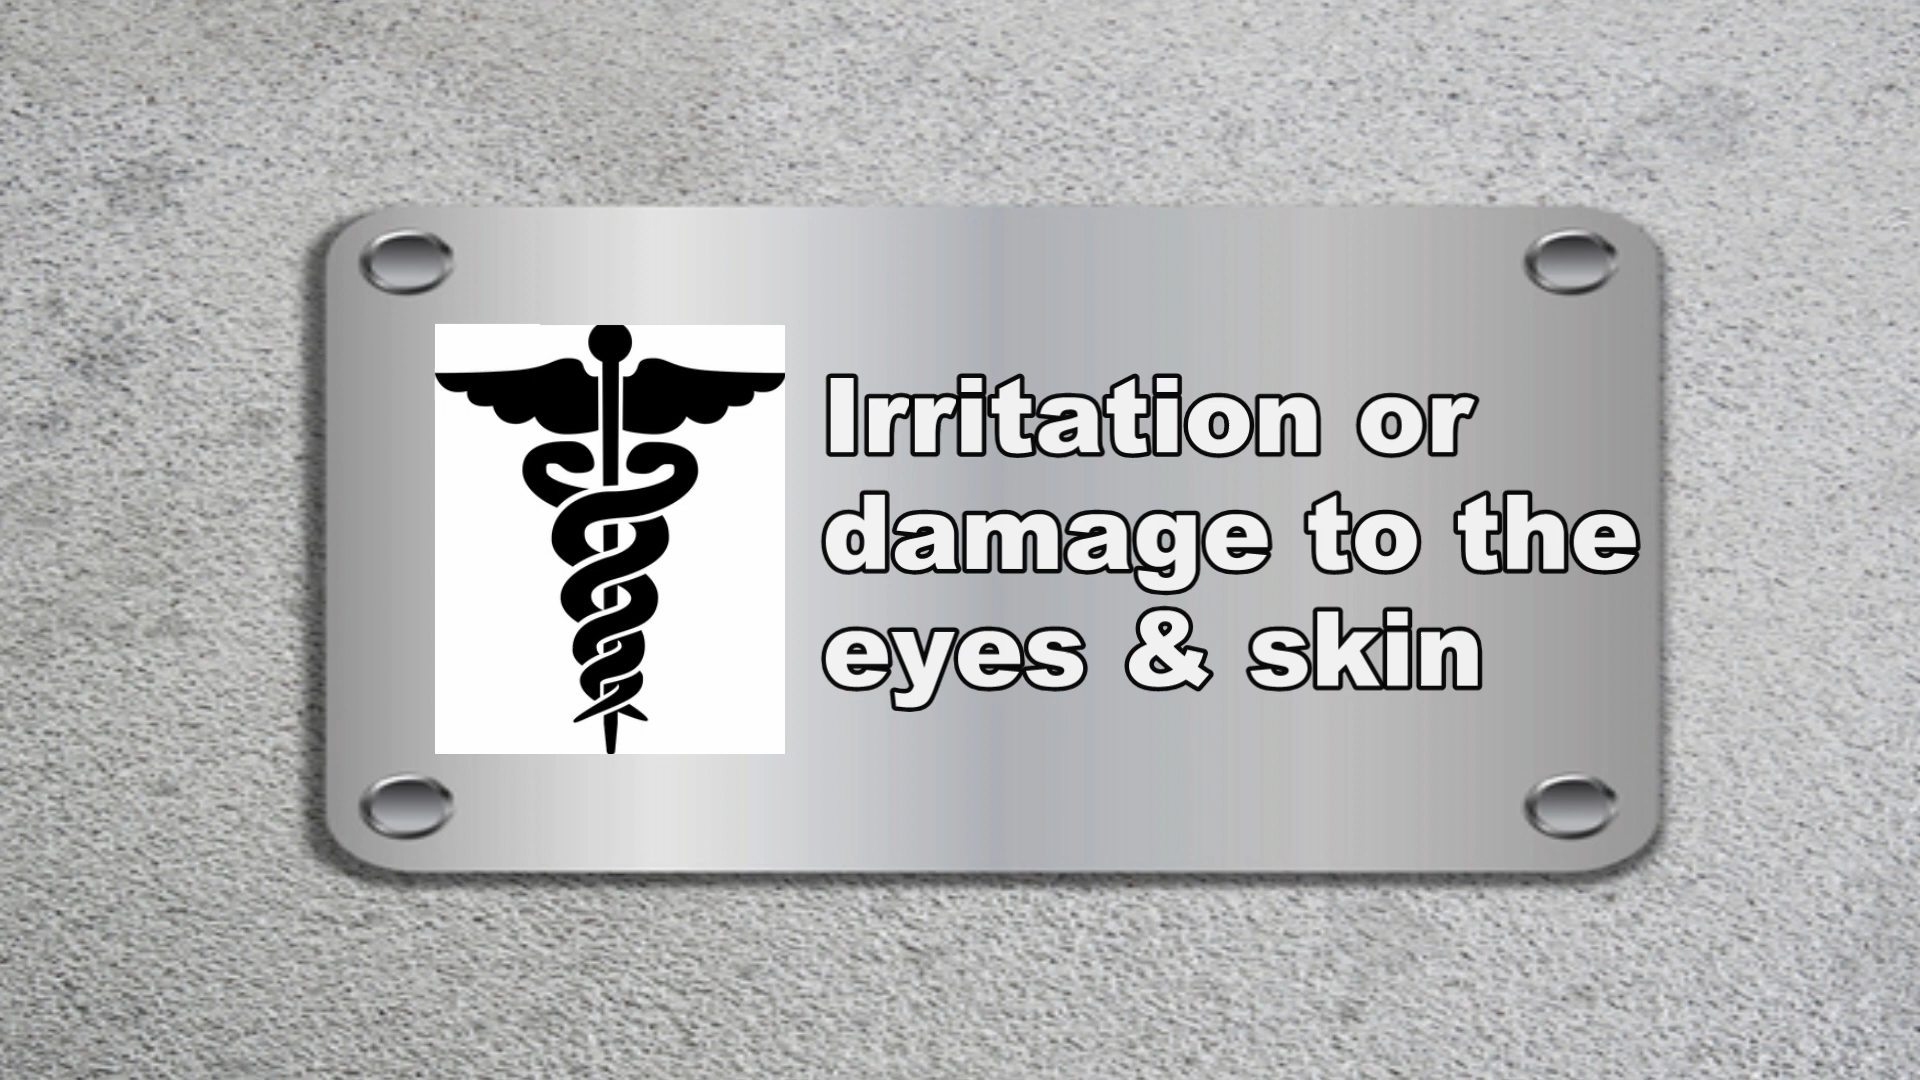 Irritation or
damage to the
eyes & skin